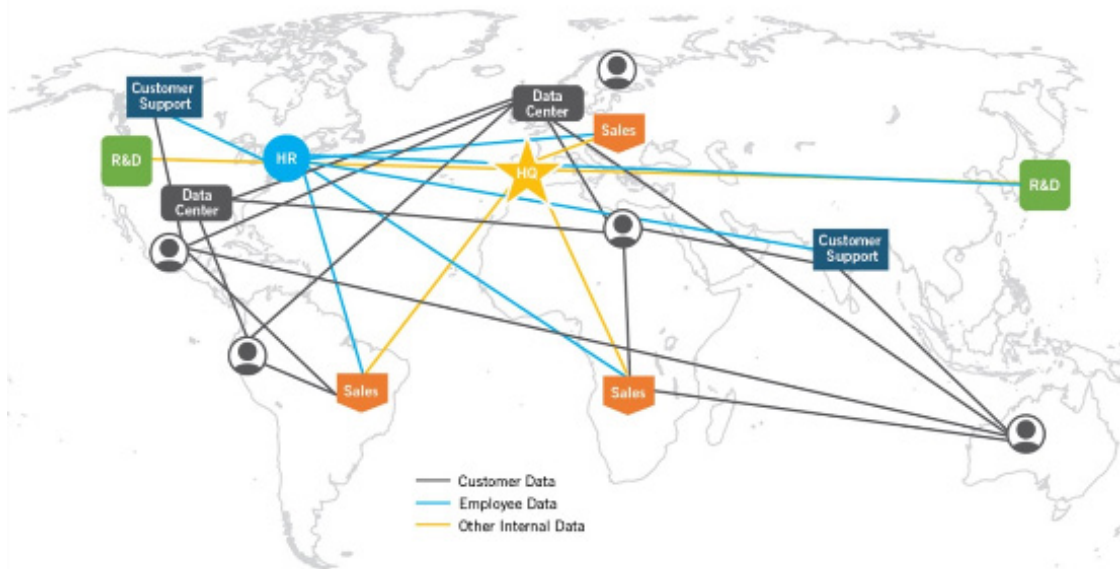 Customer
Support
Data
Center
Sales
R&D
HR
HQ
R&D
Data
Center
Customer
Support
Sales
Sales
Customer Data
Employee Data
Other Internal Data